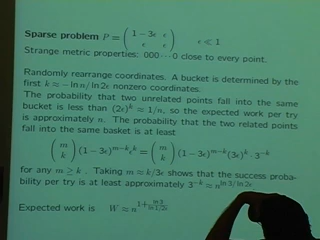 Sparse problem P = ( 1 − 3ϵ ϵ
ϵ ϵ ) ϵ < 1
Strange metric properties: 000 ··· 0 close to every point.
Randomly rearrange coordinates. A bucket is determined by the
first k ≈ − ln n/ ln 2ϵ nonzero coordinates.
The probability that two unrelated points fall into the same
bucket is less than (2ϵ)^k ≈ 1/n, so the expected work per try
is approximately n. The probability that the two related points
fall into the same basket is at least
( m
k ) (1 − 3ϵ)^{m−k} ϵ^k = ( m
k ) (1 − 3ϵ)^{m−k} (3ϵ)^k · 3^{−k}
for any m ≥ k . Taking m ≈ k/3ϵ shows the success proba-
bility per try is at least approximately 3^{−k} ≈ n^{ln 3/ ln 2ϵ}
Expected work is W ≈ n^{1+ ln 3 / ln 1/2ϵ}